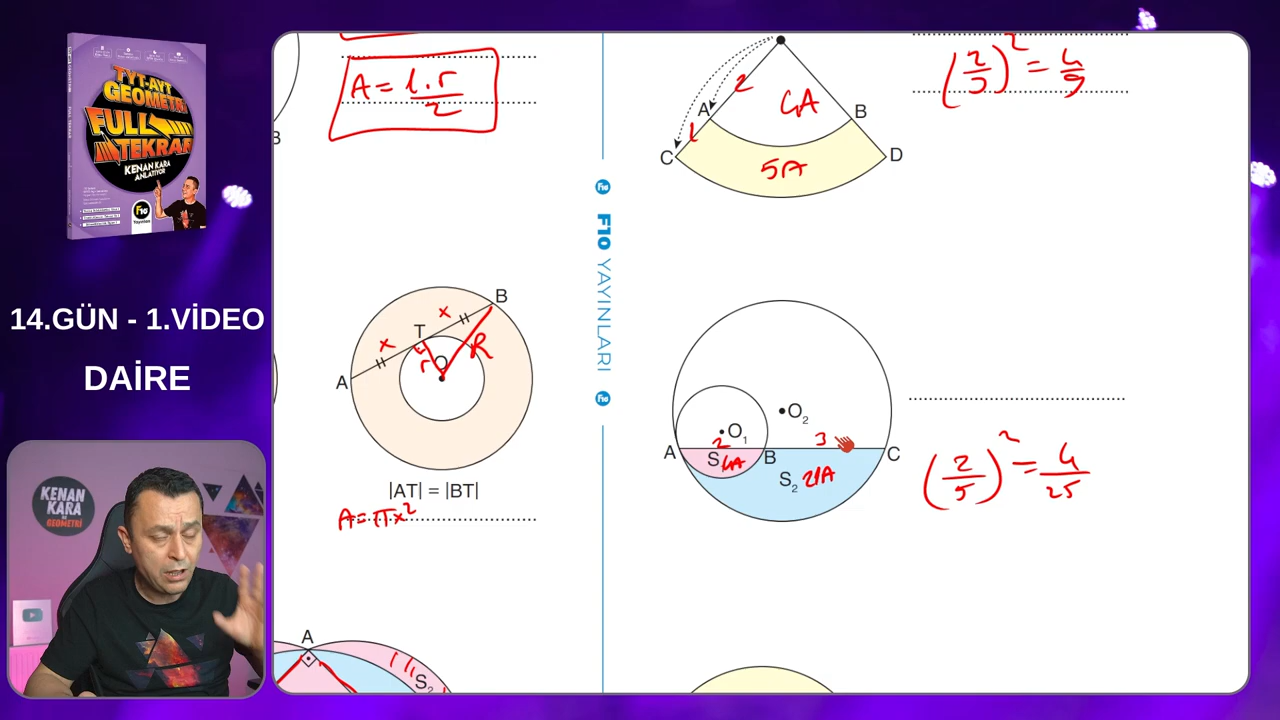 TYT-AYT
GEOMETRİ
FULL
TEKRAR
KENAN KARA
ANLATIYOR
F10
14.GÜN - 1.VİDEO
DAİRE
KENAN
KARA
GEOMETRİ
B
A = l.r/2
F10 YAYINLARI
2
4A
A
B
1
C
D
5A
(2/3)² = 4/9
B
x
T
x
R
r
O
A
|AT| = |BT|
A = πx²
O₂
O₁
2
3
A
S 4A
B
C
S₂ 21A
(2/5)² = 4/25
A
S₂